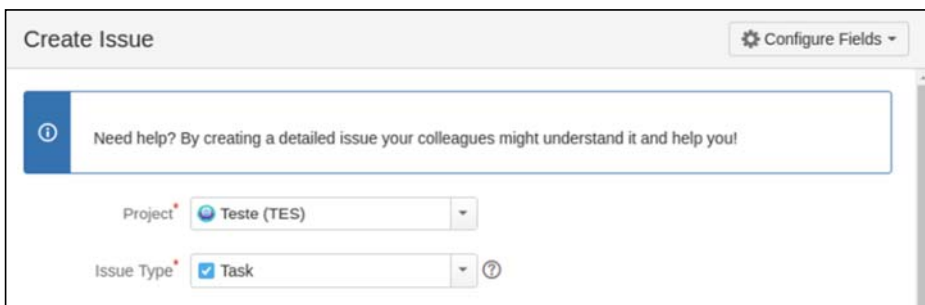 Create Issue
Configure Fields
Need help? By creating a detailed issue your colleagues might understand it and help you!
Project* Teste (TES)
Issue Type* Task